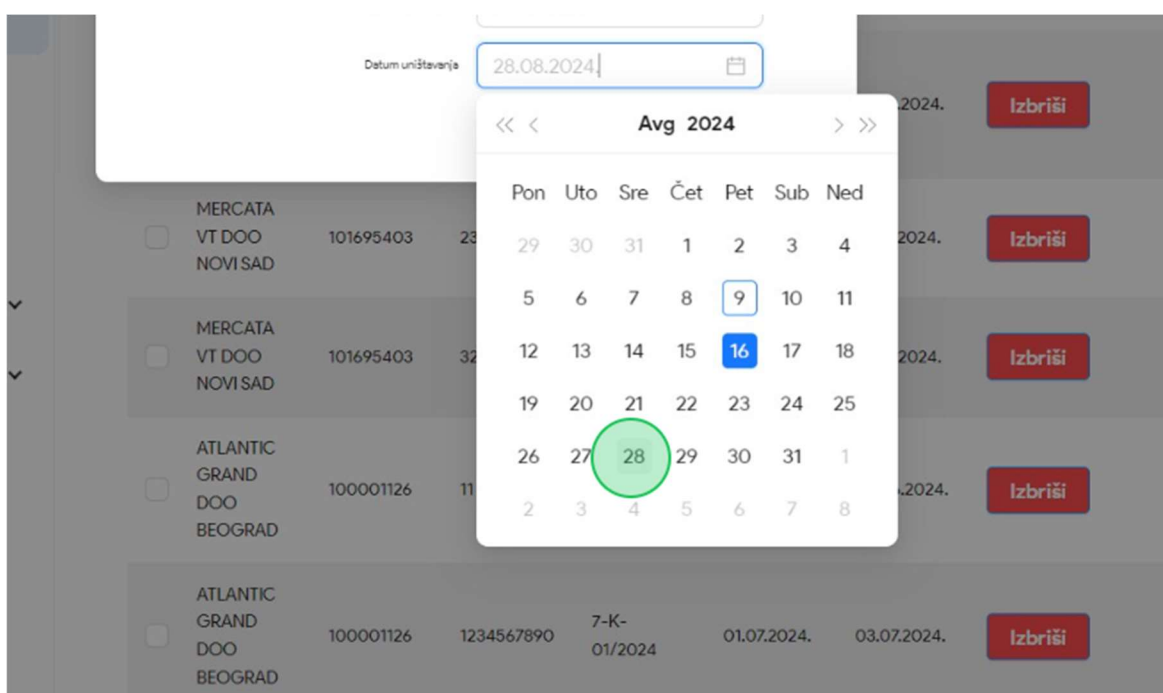 Datum uništavanja
28.08.2024.
.2024. Izbriši
Avg 2024
Pon Uto Sre Čet Pet Sub Ned
29 30 31 1 2 3 4
5 6 7 8 9 10 11
12 13 14 15 16 17 18
19 20 21 22 23 24 25
26 27 28 29 30 31 1
2 3 4 5 6 7 8
MERCATA
VT DOO
NOVI SAD
101695403 23 2024. Izbriši
MERCATA
VT DOO
NOVI SAD
101695403 32 2024. Izbriši
ATLANTIC
GRAND
DOO
BEOGRAD
100001126 11 .2024. Izbriši
ATLANTIC
GRAND
DOO
BEOGRAD
100001126 1234567890
7-K-
01/2024
01.07.2024. 03.07.2024. Izbriši